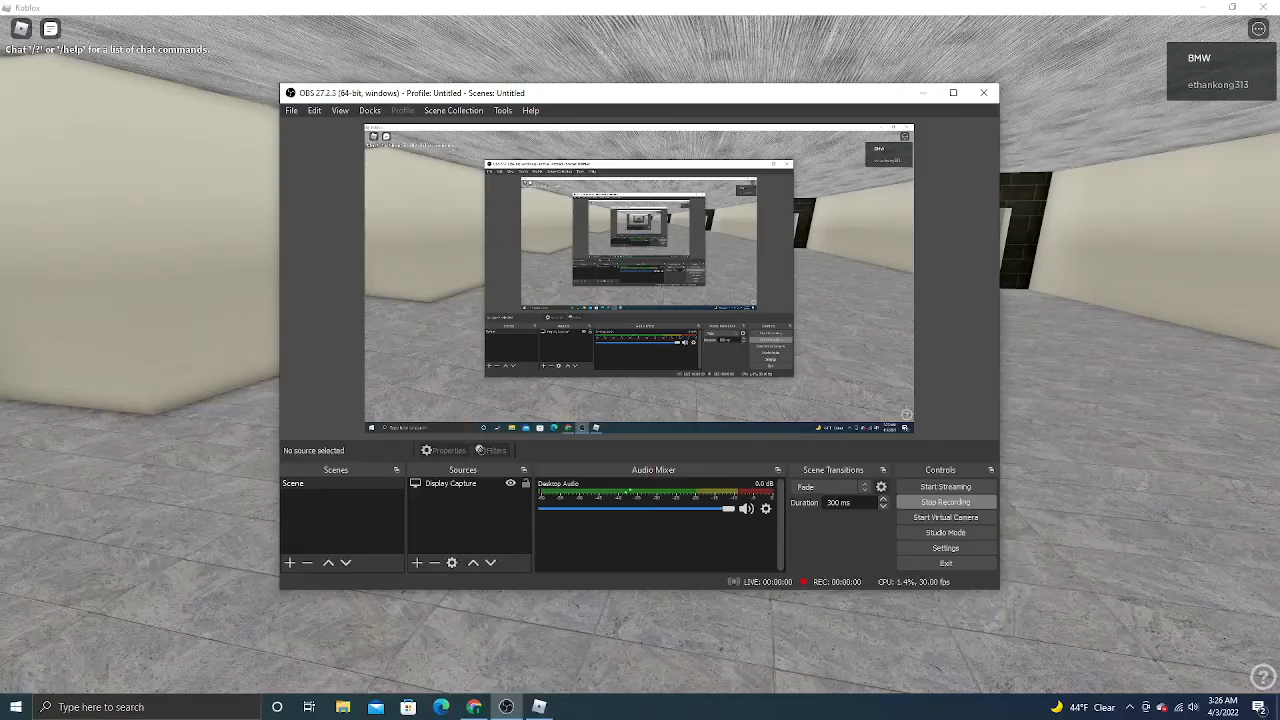 Roblox
Chat '/?' or '/help' for a list of chat commands.
BMW
ethankong313
OBS 27.2.3 (64-bit, windows) - Profile: Untitled - Scenes: Untitled
File Edit View Docks Profile Scene Collection Tools Help
No source selected
Properties Filters
Scenes Sources Audio Mixer Scene Transitions Controls
Scene
Display Capture
Desktop Audio 0.0 dB
Fade
Duration 300 ms
Start Streaming
Stop Recording
Start Virtual Camera
Studio Mode
Settings
Exit
LIVE: 00:00:00 REC: 00:00:00 CPU: 1.4%, 30.00 fps
Type here to search
44°F Clear
3:26 AM
4/8/2022